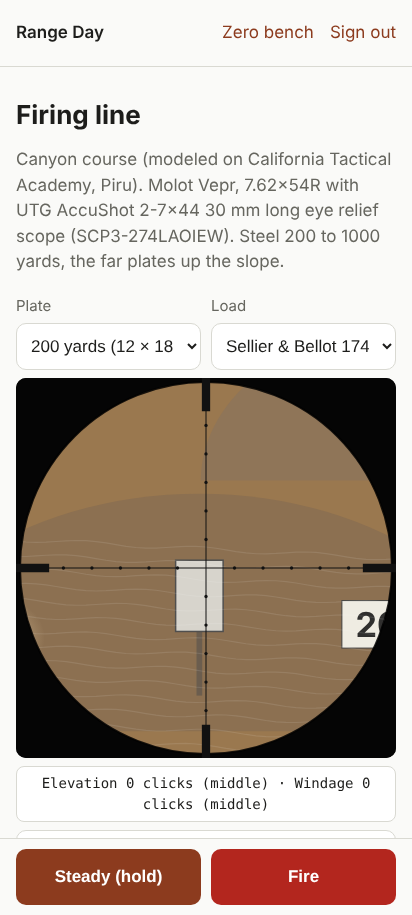 Range Day
Zero bench
Sign out
Firing line
Canyon course (modeled on California Tactical
Academy, Piru). Molot Vepr, 7.62×54R with
UTG AccuShot 2-7×44 30 mm long eye relief
scope (SCP3-274LAOIEW). Steel 200 to 1000
yards, the far plates up the slope.
Plate
Load
200 yards (12 × 18
Sellier & Bellot 174
Elevation 0 clicks (middle) · Windage 0
clicks (middle)
Steady (hold)
Fire